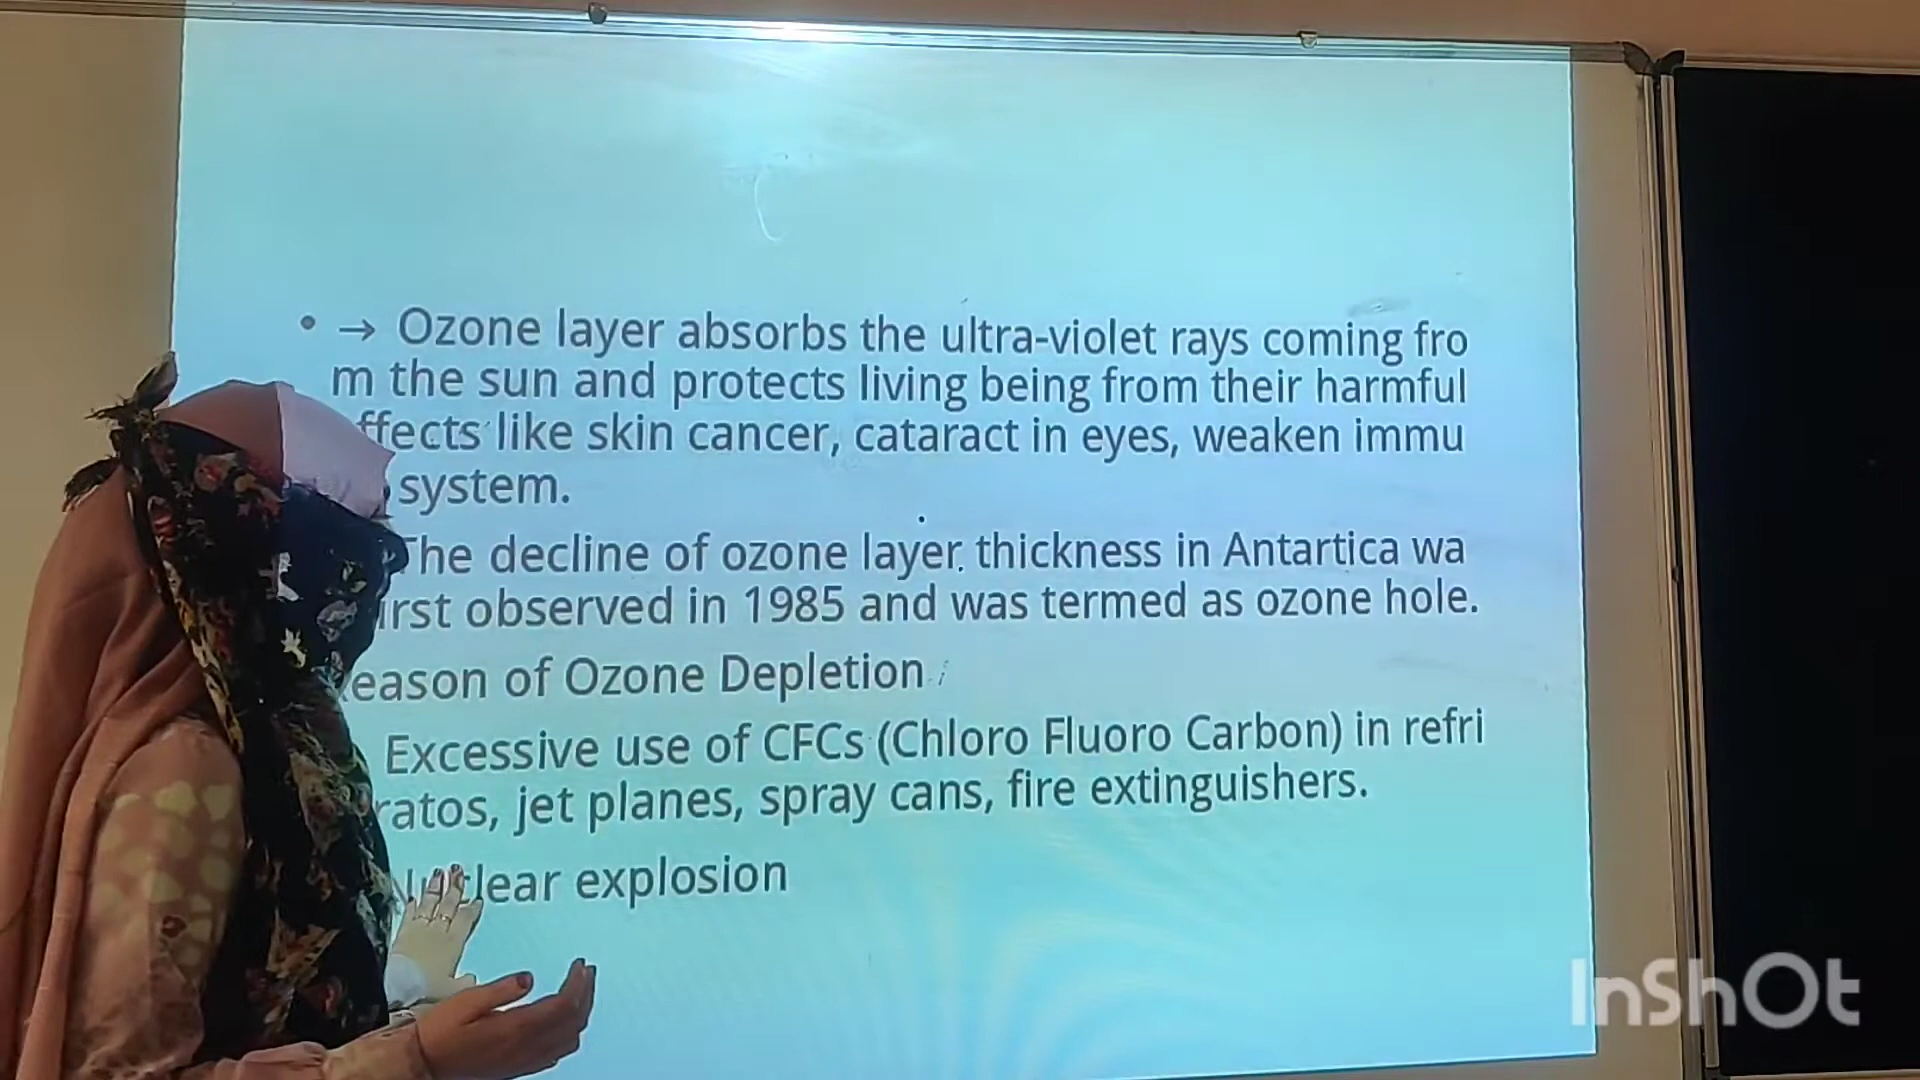 • → Ozone layer absorbs the ultra-violet rays coming fro
m the sun and protects living being from their harmful
ffects like skin cancer, cataract in eyes, weaken immu
system.
The decline of ozone layer thickness in Antartica wa
irst observed in 1985 and was termed as ozone hole.
eason of Ozone Depletion
Excessive use of CFCs (Chloro Fluoro Carbon) in refri
ratos, jet planes, spray cans, fire extinguishers.
Nuclear explosion
InShOt